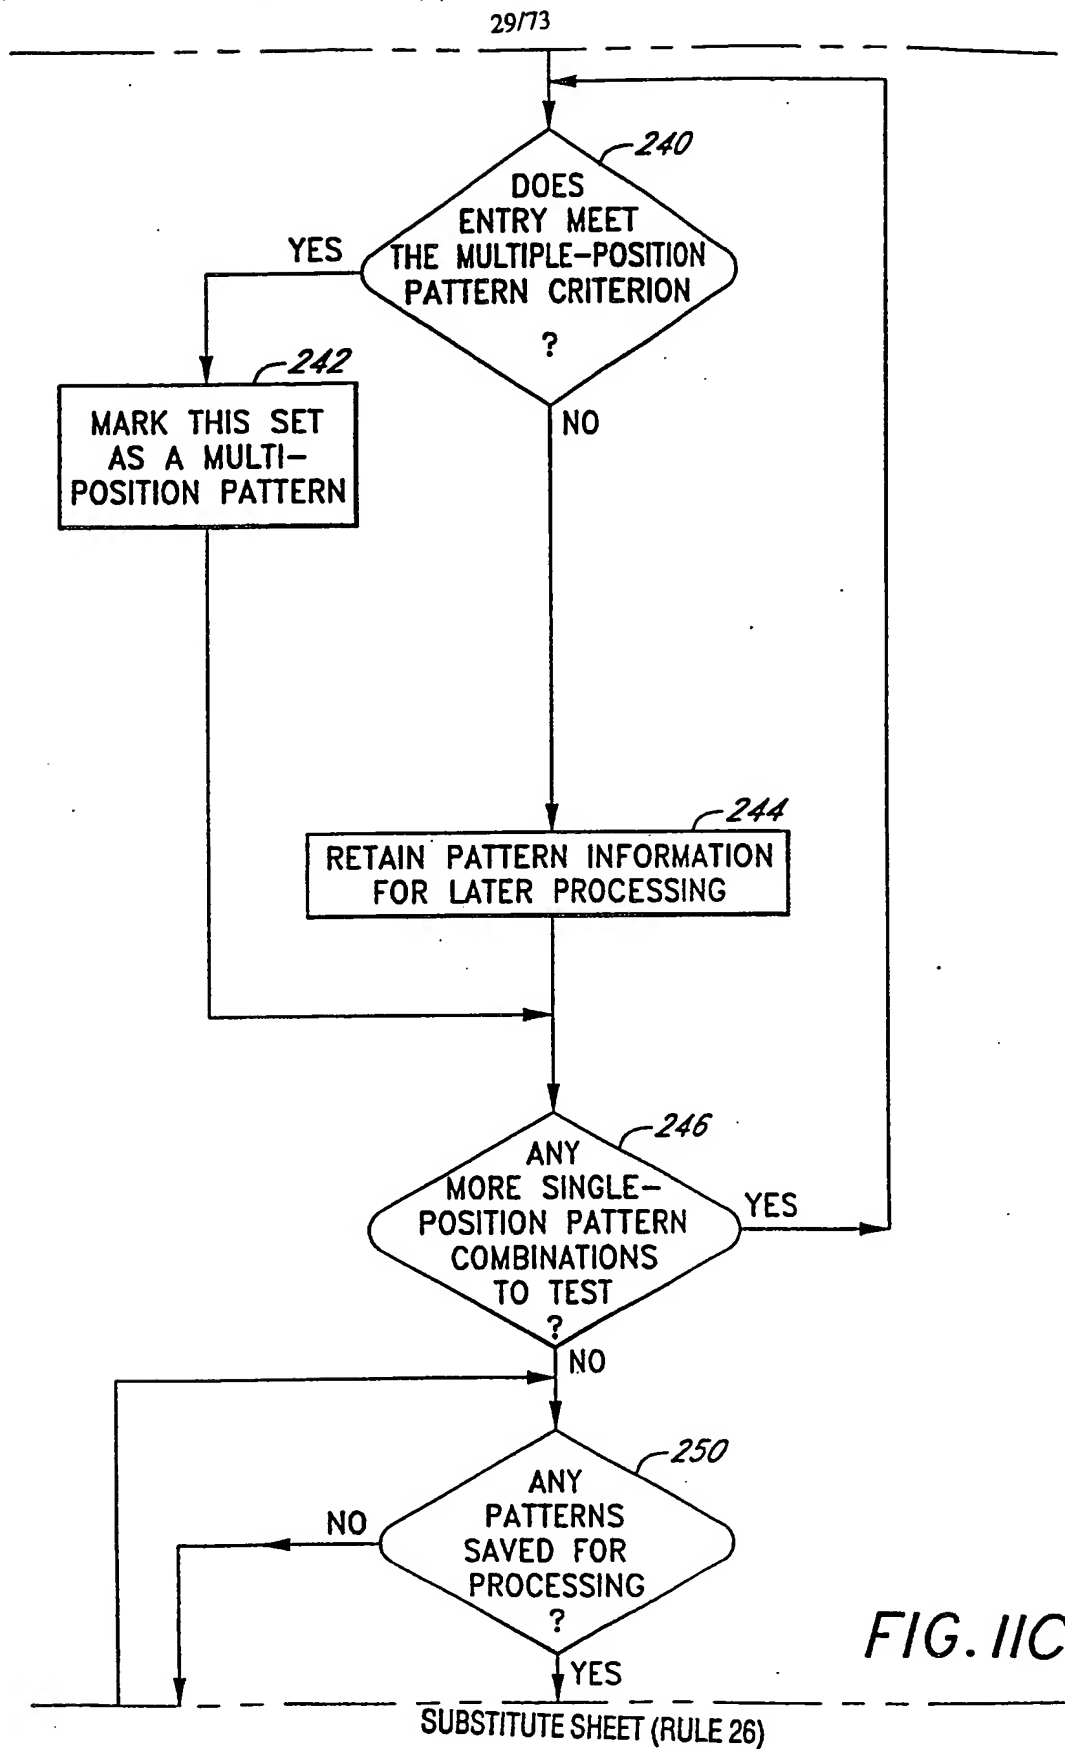 29/73
240
DOES
ENTRY MEET
THE MULTIPLE-POSITION
PATTERN CRITERION
?
YES
242
MARK THIS SET
AS A MULTI-
POSITION PATTERN
NO
244
RETAIN PATTERN INFORMATION
FOR LATER PROCESSING
246
ANY
MORE SINGLE-
POSITION PATTERN
COMBINATIONS
TO TEST
?
YES
NO
250
ANY
PATTERNS
SAVED FOR
PROCESSING
?
NO
YES
FIG. 11C
SUBSTITUTE SHEET (RULE 26)